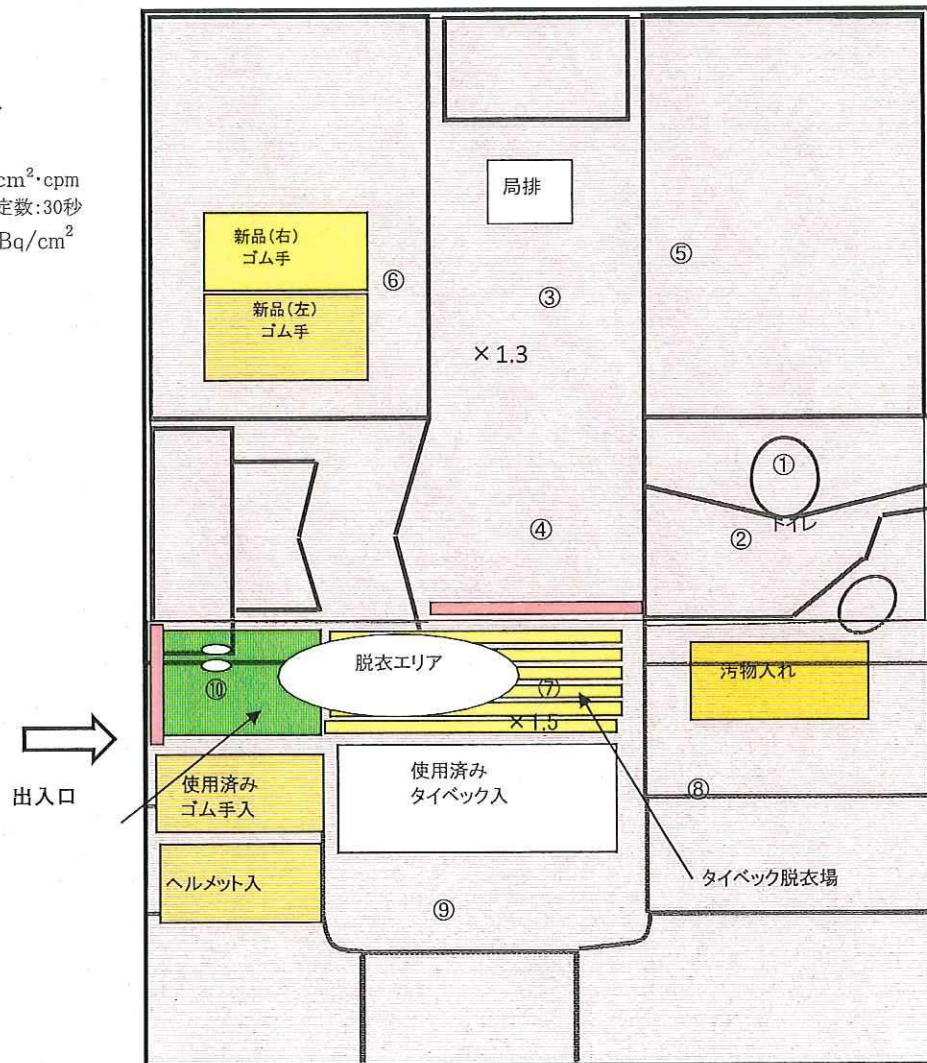 cm²・cpm
定数:30秒
Bq/cm²
局排
新品(右)
ゴム手
新品(左)
ゴム手
⑥
③
⑤
×1.3
①
④
②
トイレ
脱衣エリア
⑩
(7)
×1.5
汚物入れ
出入口
使用済み
ゴム手入
使用済み
タイベック入
⑧
ヘルメット入
タイベック脱衣場
⑨